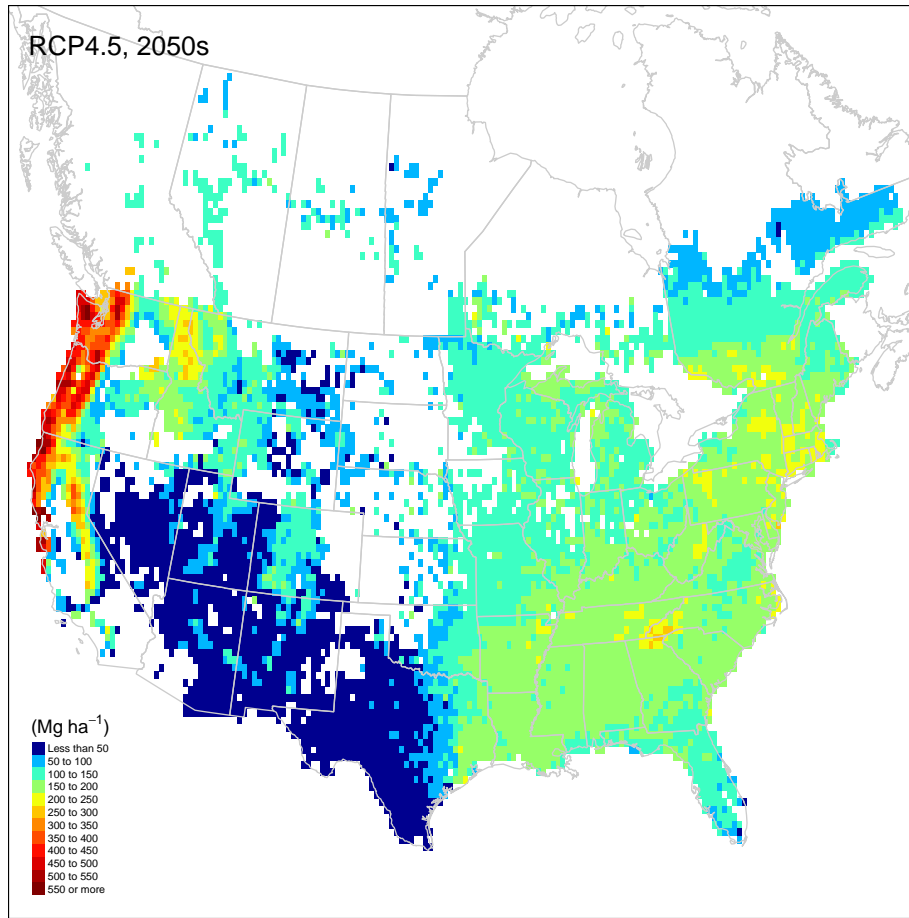 RCP4.5, 2050s
(Mg ha⁻¹)
Less than 50
50 to 100
100 to 150
150 to 200
200 to 250
250 to 300
300 to 350
350 to 400
400 to 450
450 to 500
500 to 550
550 or more